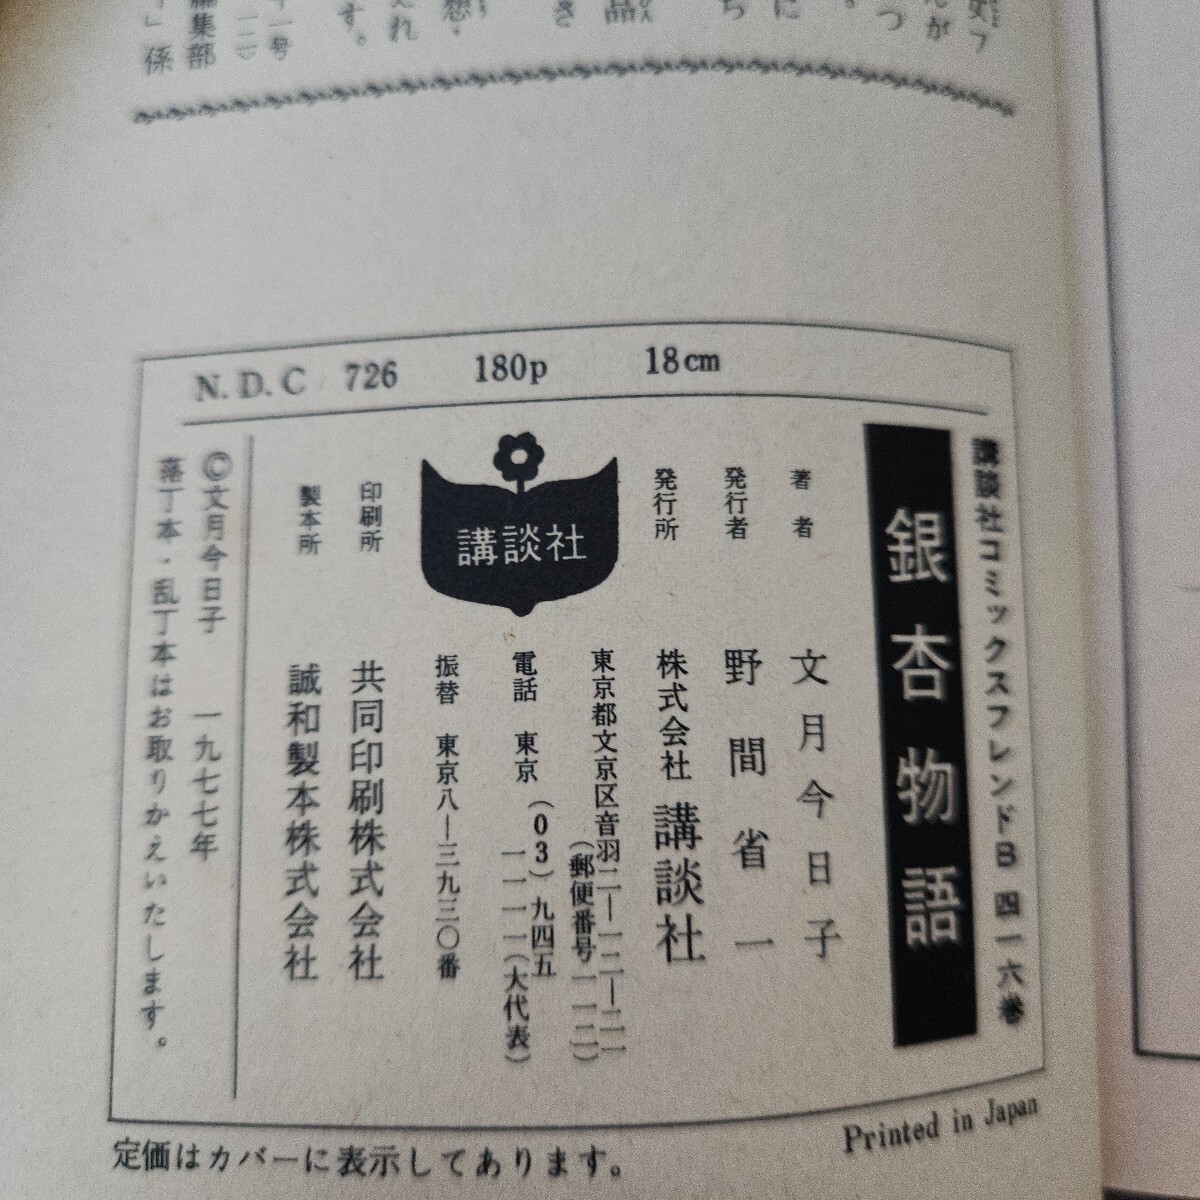 N.D.C 726 180p 18cm
講談社コミックスフレンドB 四一六巻
銀杏物語
著者 文月今日子
発行者 野間省一
発行所 株式会社 講談社
東京都文京区音羽二―一二―二一
(郵便番号一一二)
電話 東京(03)九四五
一一一一(大代表)
振替 東京八―三九三〇番
講談社
印刷所 共同印刷株式会社
製本所 誠和製本株式会社
©文月今日子 一九七七年
落丁本・乱丁本はお取りかえいたします。
定価はカバーに表示してあります。
Printed in Japan